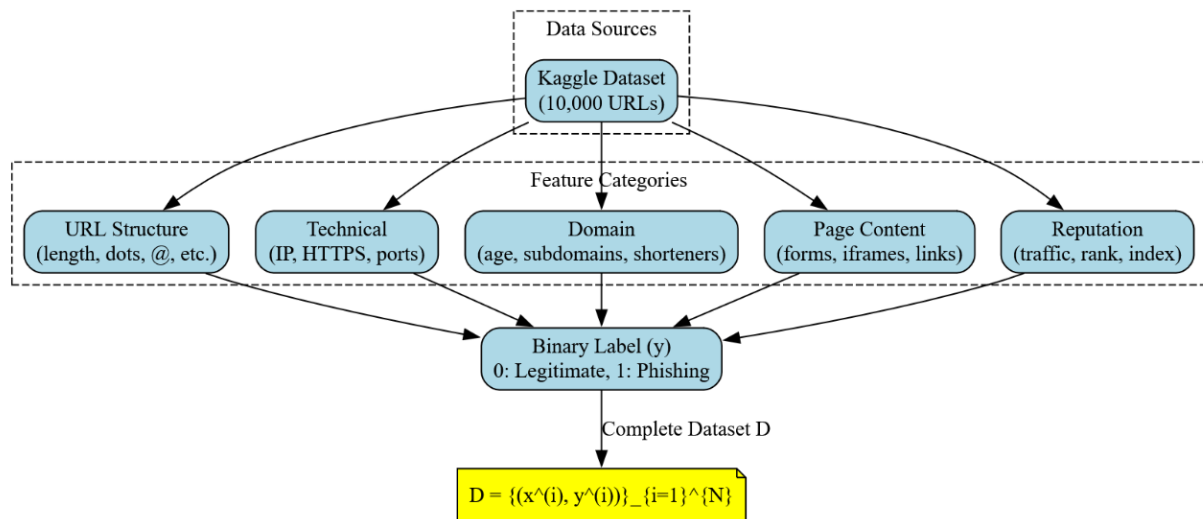 Data Sources
Kaggle Dataset
(10,000 URLs)
Feature Categories
URL Structure
(length, dots, @, etc.)
Technical
(IP, HTTPS, ports)
Domain
(age, subdomains, shorteners)
Page Content
(forms, iframes, links)
Reputation
(traffic, rank, index)
Binary Label (y)
0: Legitimate, 1: Phishing
Complete Dataset D
D = {(x^(i), y^(i))}_{i=1}^{N}